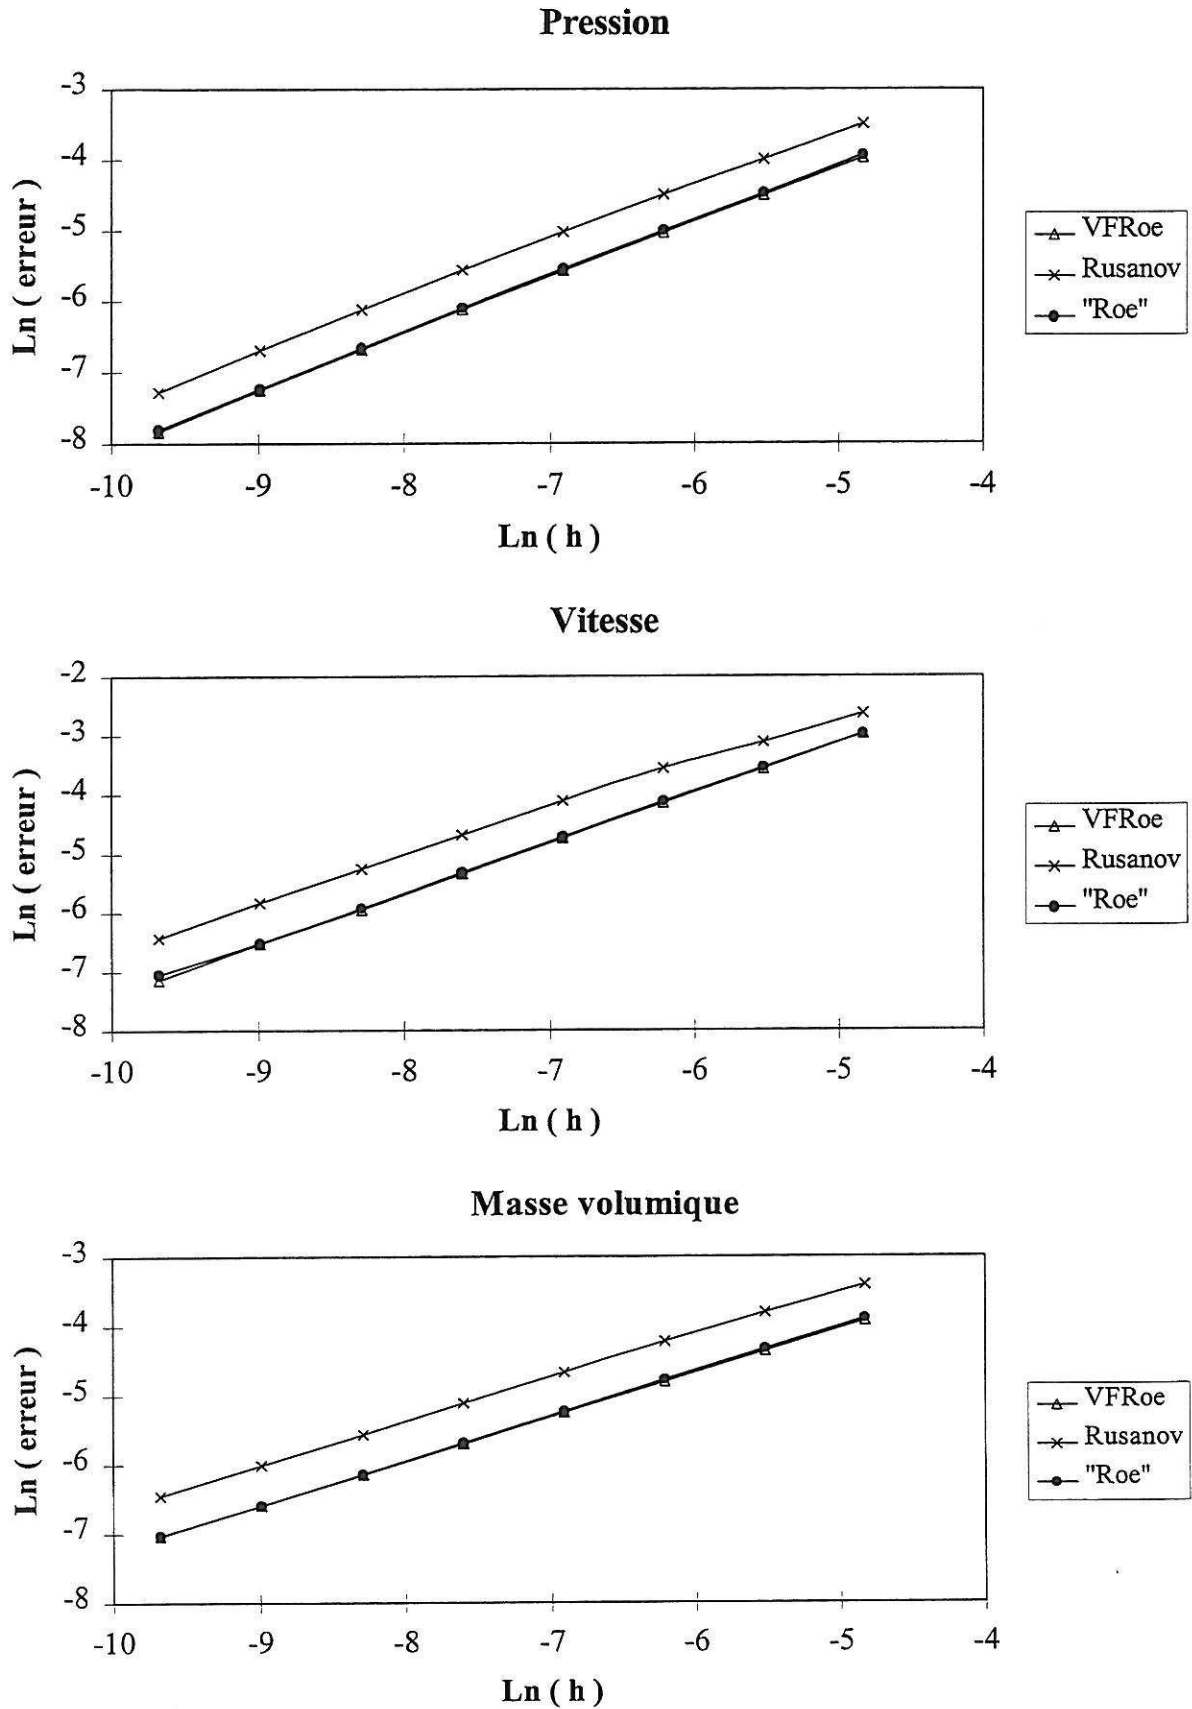 Pression
-3
-4
-5
-6
-7
-8
Ln ( erreur )
-10 -9 -8 -7 -6 -5 -4
Ln ( h )
VFRoe
Rusanov
"Roe"
Vitesse
-2
-3
-4
-5
-6
-7
-8
Ln ( erreur )
-10 -9 -8 -7 -6 -5 -4
Ln ( h )
VFRoe
Rusanov
"Roe"
Masse volumique
-3
-4
-5
-6
-7
-8
Ln ( erreur )
-10 -9 -8 -7 -6 -5 -4
Ln ( h )
VFRoe
Rusanov
"Roe"